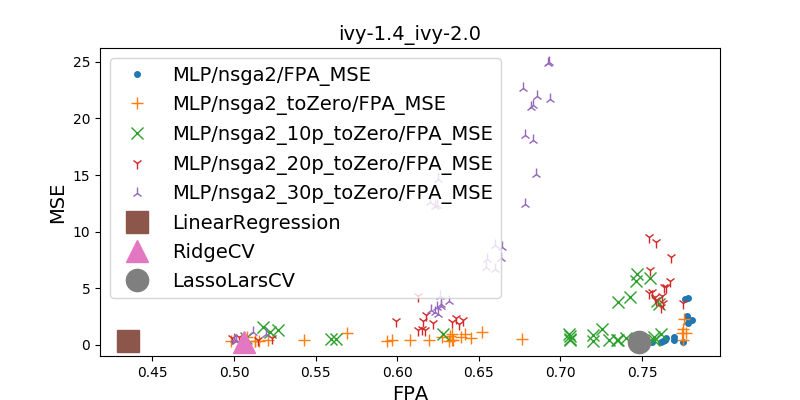 ivy-1.4_ivy-2.0
25
20
15
10
5
0
MSE
MLP/nsga2/FPA_MSE
MLP/nsga2_toZero/FPA_MSE
MLP/nsga2_10p_toZero/FPA_MSE
MLP/nsga2_20p_toZero/FPA_MSE
MLP/nsga2_30p_toZero/FPA_MSE
LinearRegression
RidgeCV
LassoLarsCV
0.45 0.50 0.55 0.60 0.65 0.70 0.75
FPA